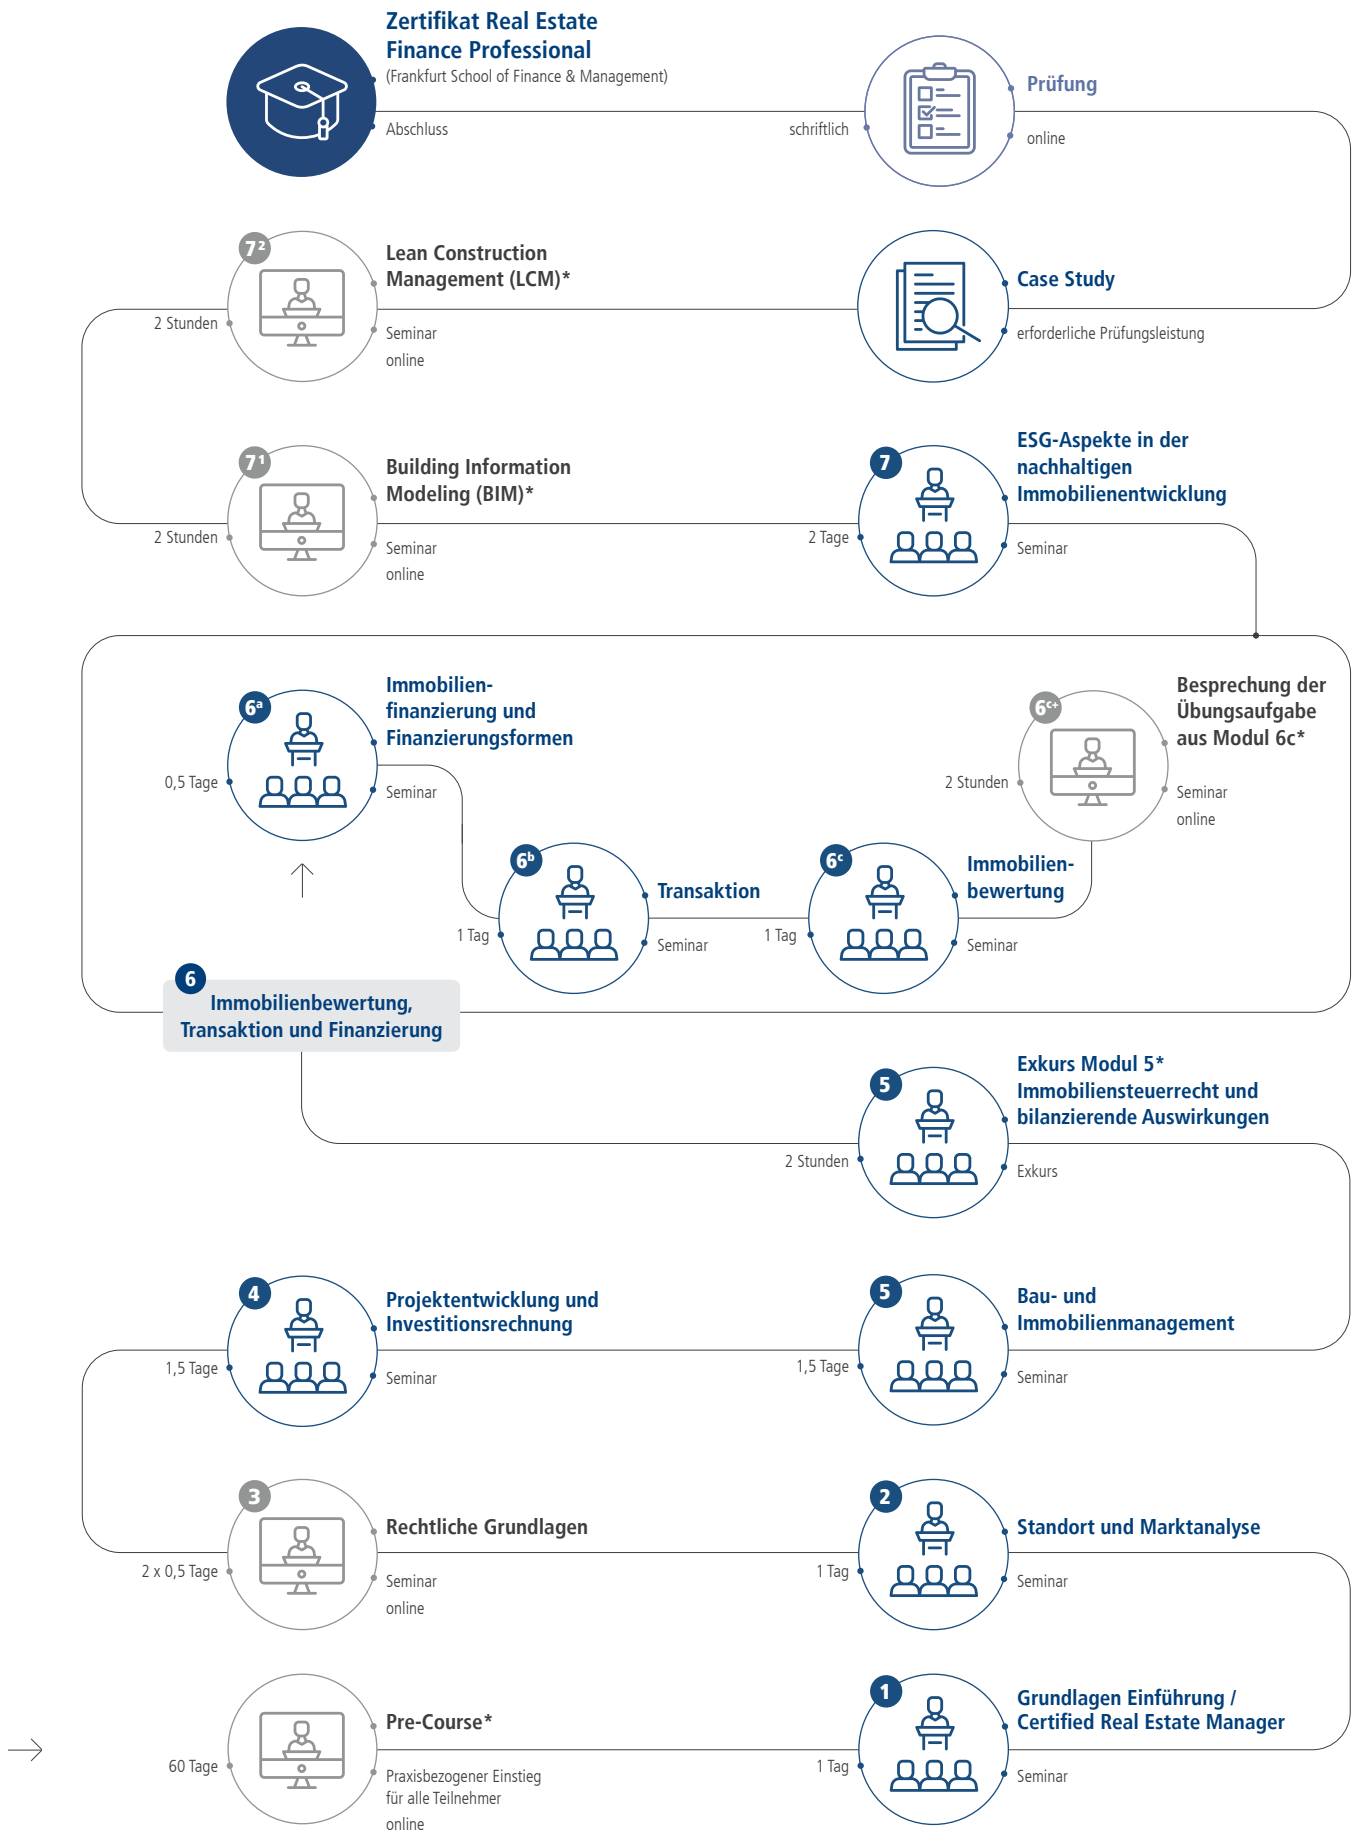 Zertifikat Real Estate
Finance Professional
(Frankfurt School of Finance & Management)
Abschluss
schriftlich
Prüfung
online
7²
Lean Construction
Management (LCM)*
2 Stunden
Seminar
online
Case Study
erforderliche Prüfungsleistung
7¹
Building Information
Modeling (BIM)*
2 Stunden
Seminar
online
7
ESG-Aspekte in der
nachhaltigen
Immobilienentwicklung
2 Tage
Seminar
6ª
Immobilien-
finanzierung und
Finanzierungsformen
0,5 Tage
Seminar
6ᵇ
Transaktion
1 Tag
Seminar
6ᶜ
Immobilien-
bewertung
1 Tag
Seminar
6ᶜ⁺
Besprechung der
Übungsaufgabe
aus Modul 6c*
2 Stunden
Seminar
online
6
Immobilienbewertung,
Transaktion und Finanzierung
5
Exkurs Modul 5*
Immobiliensteuerrecht und
bilanzierende Auswirkungen
2 Stunden
Exkurs
4
Projektentwicklung und
Investitionsrechnung
1,5 Tage
Seminar
5
Bau- und
Immobilienmanagement
1,5 Tage
Seminar
3
Rechtliche Grundlagen
2 x 0,5 Tage
Seminar
online
2
Standort und Marktanalyse
1 Tag
Seminar
Pre-Course*
60 Tage
Praxisbezogener Einstieg
für alle Teilnehmer
online
1
Grundlagen Einführung /
Certified Real Estate Manager
1 Tag
Seminar